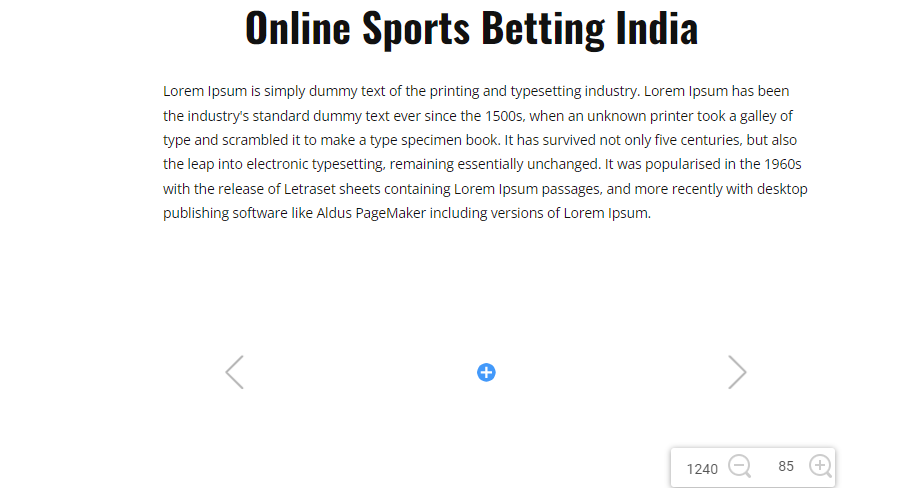 Online Sports Betting India
Lorem Ipsum is simply dummy text of the printing and typesetting industry. Lorem Ipsum has been
the industry's standard dummy text ever since the 1500s, when an unknown printer took a galley of
type and scrambled it to make a type specimen book. It has survived not only five centuries, but also
the leap into electronic typesetting, remaining essentially unchanged. It was popularised in the 1960s
with the release of Letraset sheets containing Lorem Ipsum passages, and more recently with desktop
publishing software like Aldus PageMaker including versions of Lorem Ipsum.
1240 85